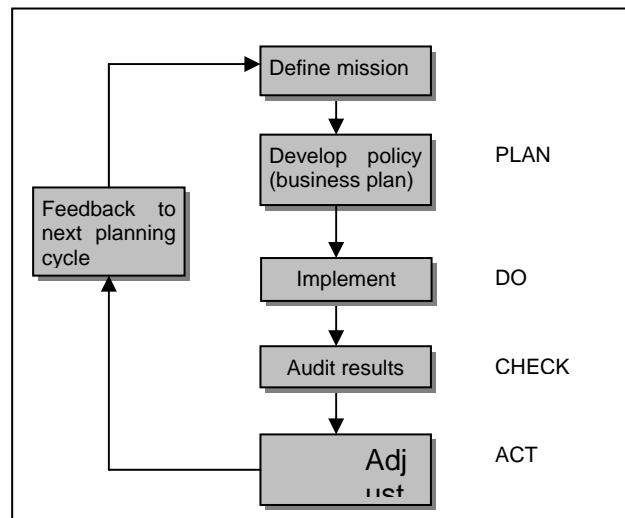 Define mission
Develop policy
(business plan)
PLAN
Feedback to
next planning
cycle
Implement
DO
Audit results
CHECK
Adj
ust
ACT